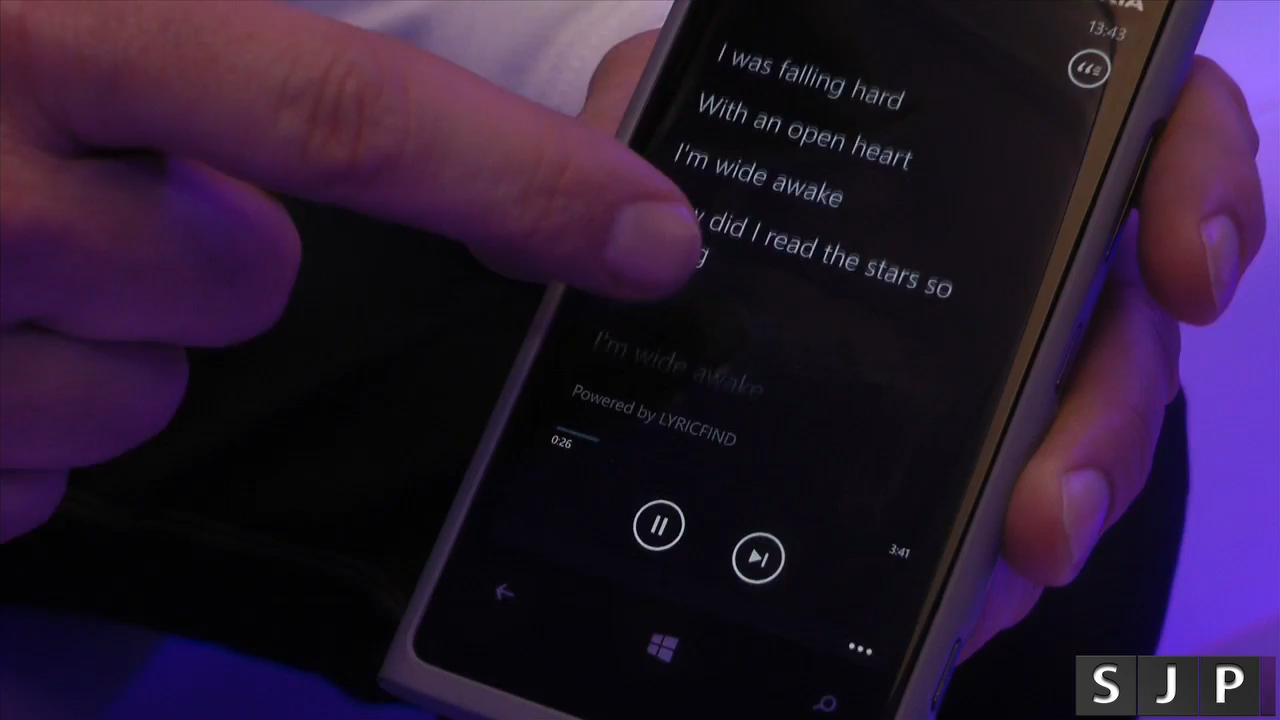 13:43
I was falling hard
With an open heart
I'm wide awake
did I read the stars so
I'm wide awake
Powered by LYRICFIND
0:26
3:41
SJP